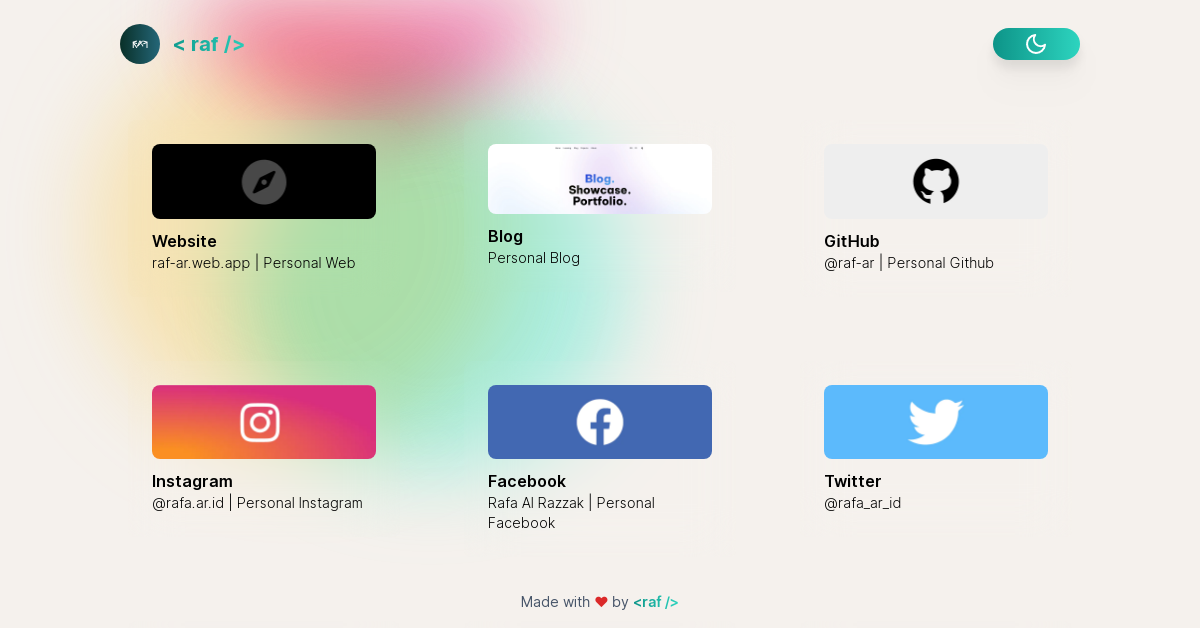 < raf />
Blog.
Showcase.
Portfolio.
Website
raf-ar.web.app | Personal Web
Blog
Personal Blog
GitHub
@raf-ar | Personal Github
Instagram
@rafa.ar.id | Personal Instagram
Facebook
Rafa Al Razzak | Personal
Facebook
Twitter
@rafa_ar_id
Made with ❤ by <raf />